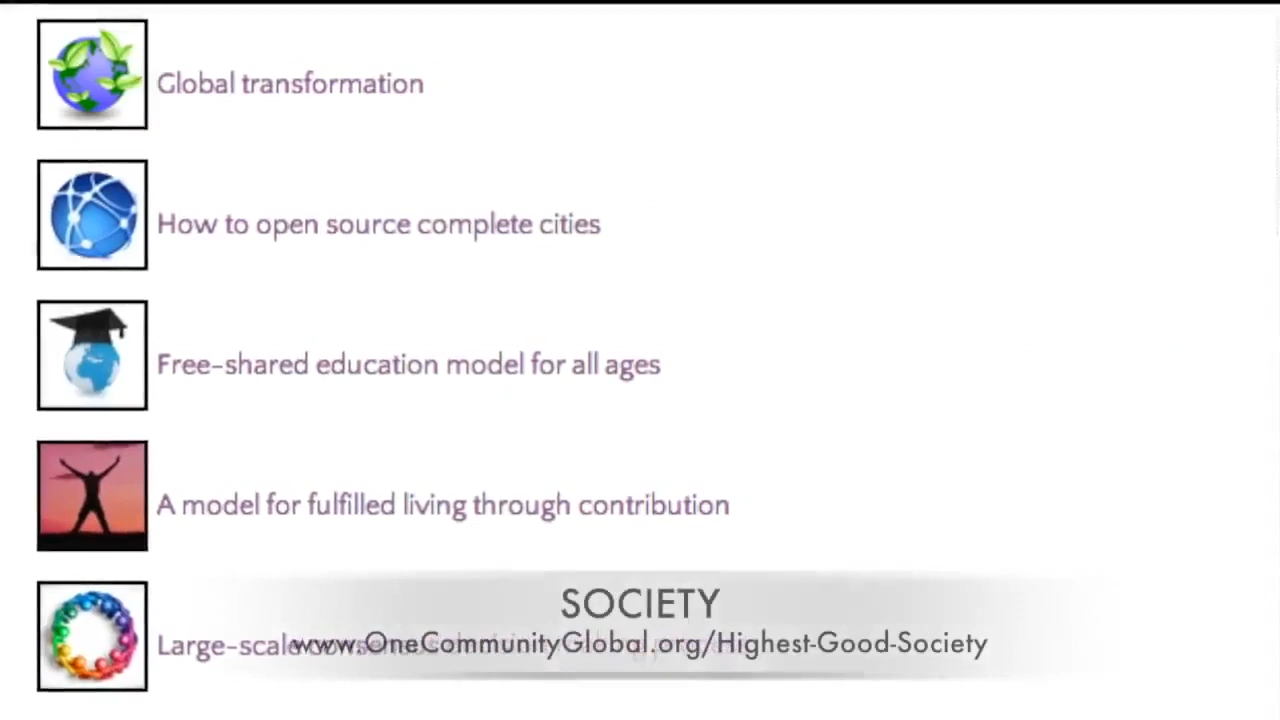 Global transformation
How to open source complete cities
Free-shared education model for all ages
A model for fulfilled living through contribution
SOCIETY
Large-scale
www.OneCommunityGlobal.org/Highest-Good-Society